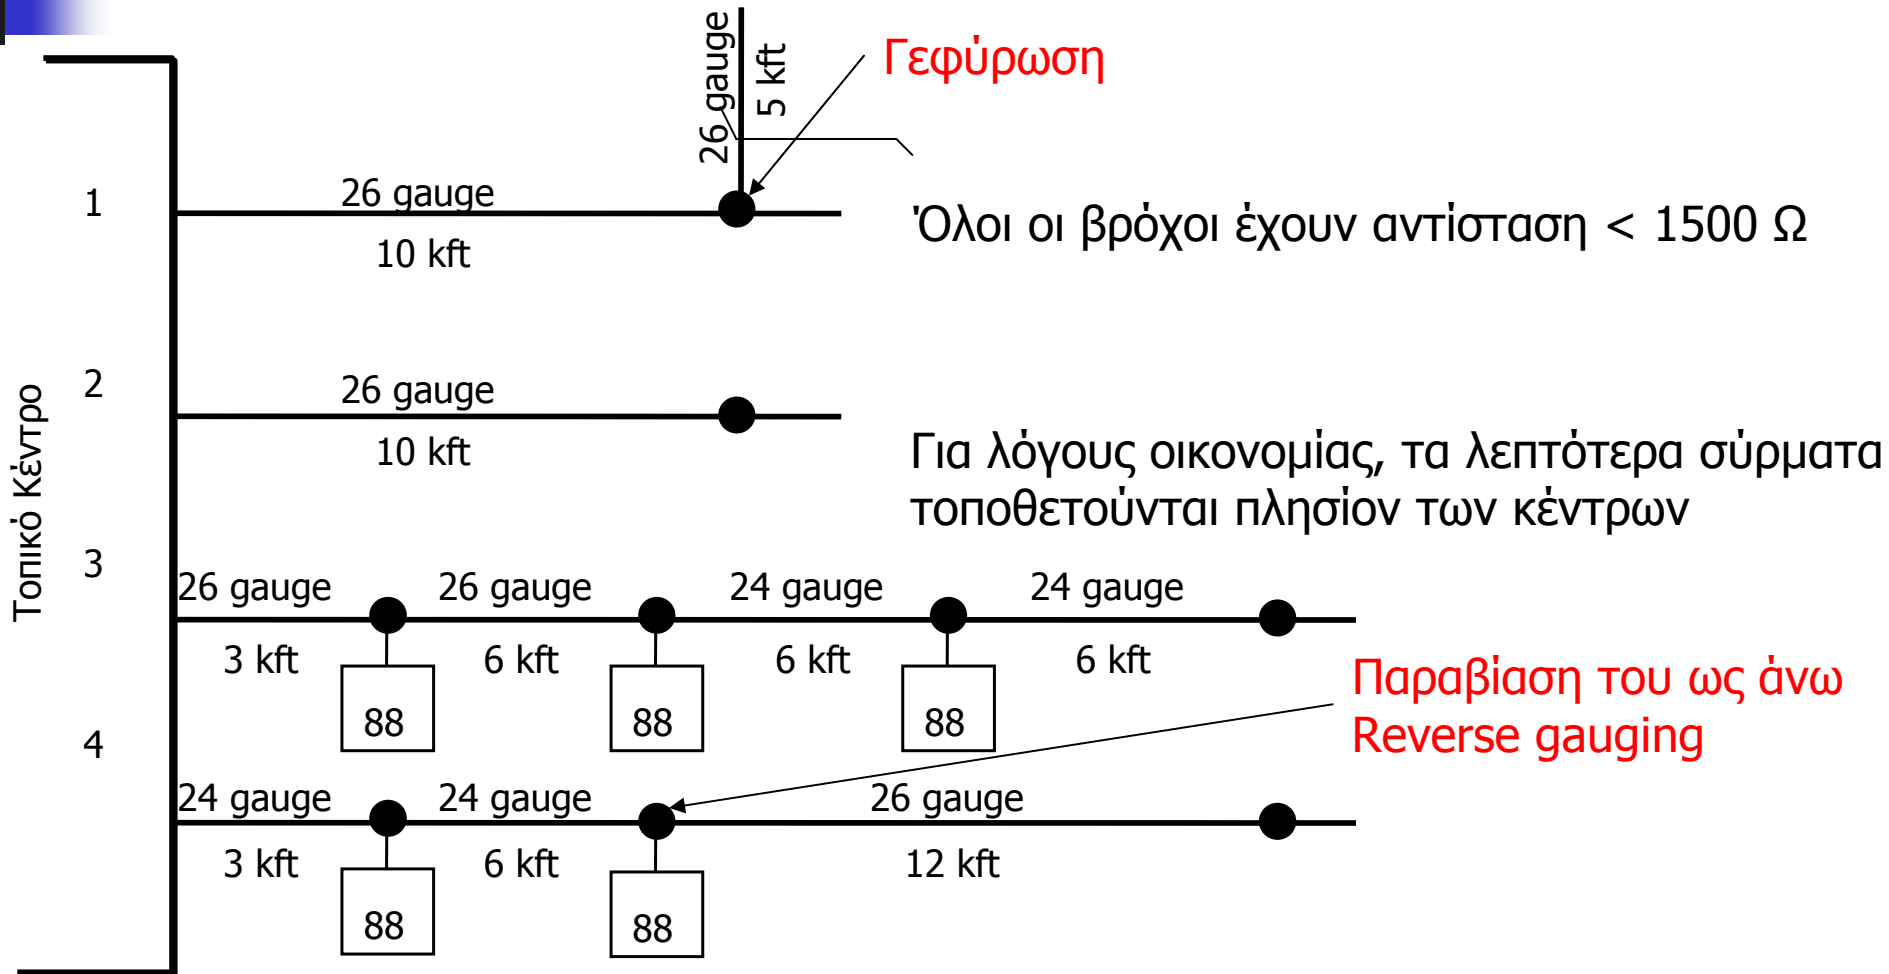 26 gauge
5 kft
Γεφύρωση
Τοπικό Κέντρο
1
26 gauge
10 kft
Όλοι οι βρόχοι έχουν αντίσταση < 1500 Ω
2
26 gauge
10 kft
Για λόγους οικονομίας, τα λεπτότερα σύρματα
τοποθετούνται πλησίον των κέντρων
3
26 gauge 26 gauge 24 gauge 24 gauge
3 kft 6 kft 6 kft 6 kft
88 88 88
Παραβίαση του ως άνω
Reverse gauging
4
24 gauge 24 gauge 26 gauge
3 kft 6 kft 12 kft
88 88